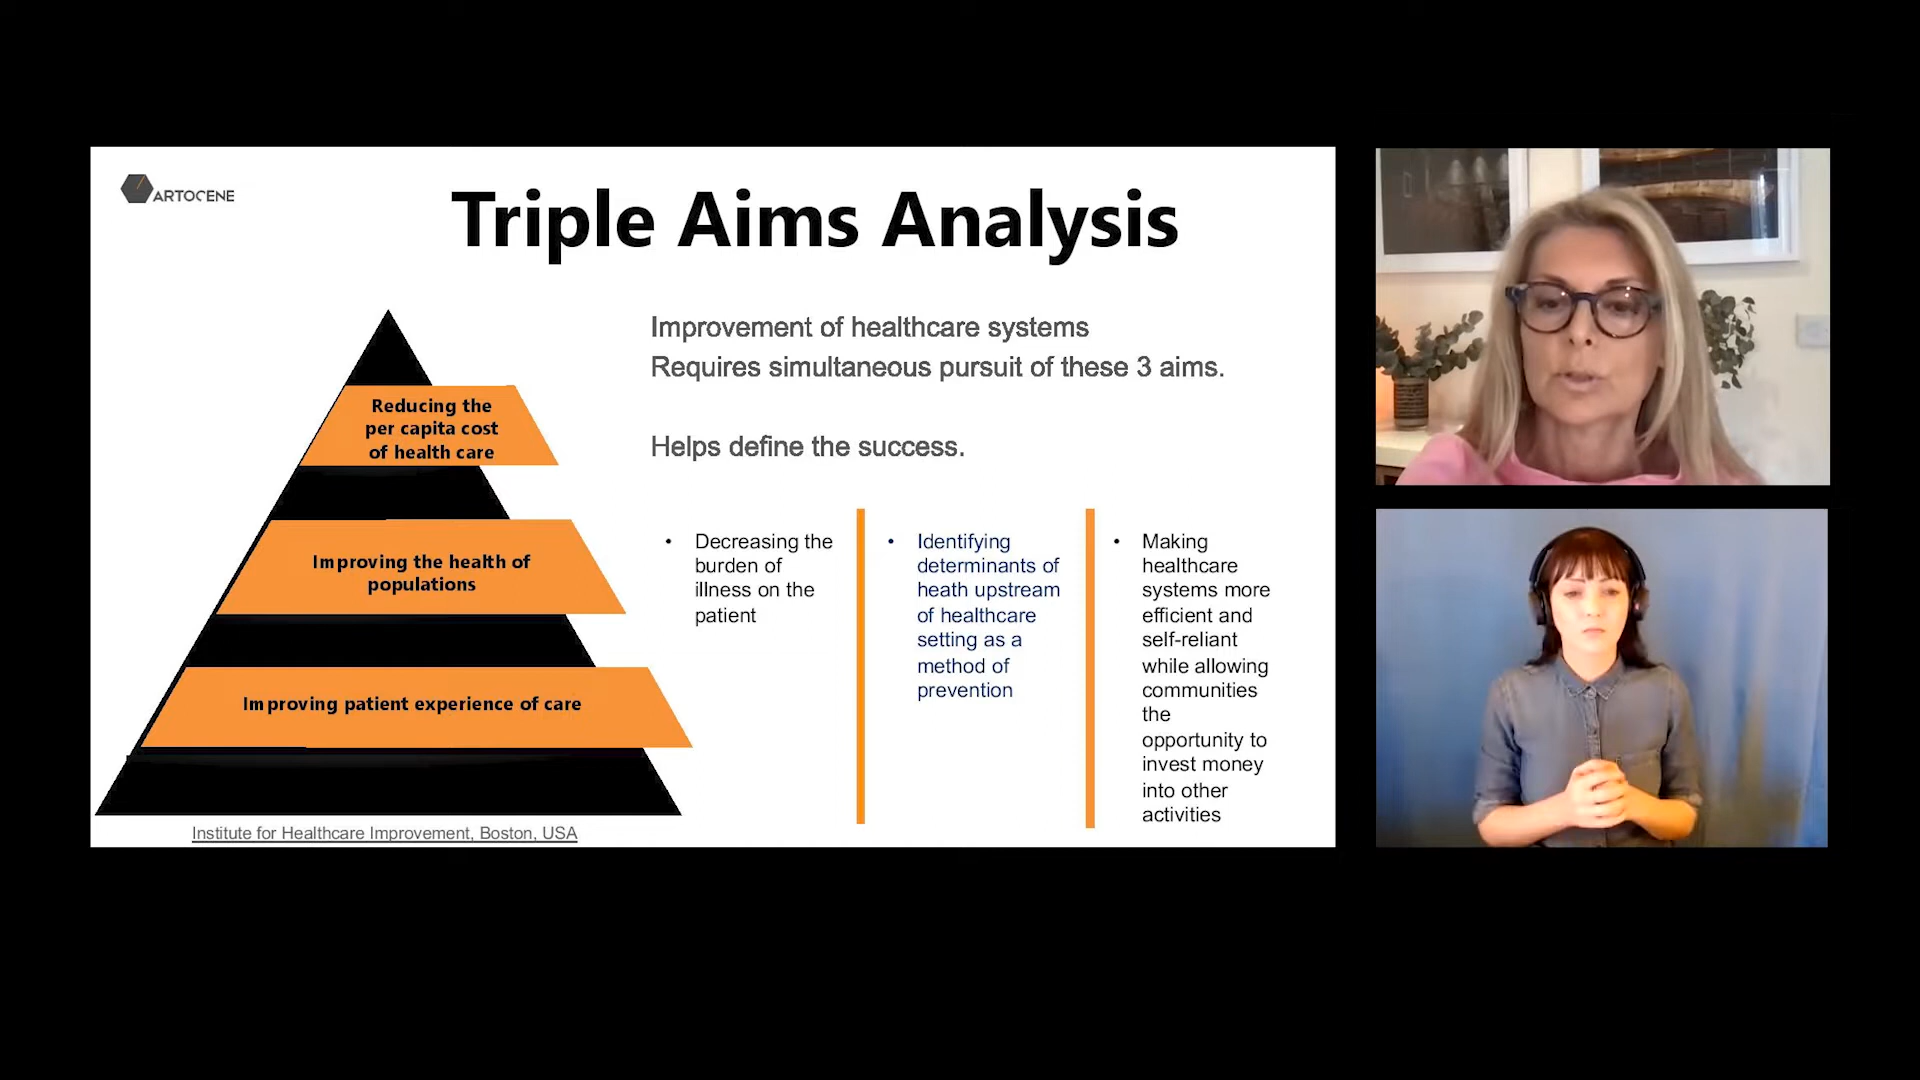 ARTOCENE
Triple Aims Analysis
Improvement of healthcare systems
Requires simultaneous pursuit of these 3 aims.
Helps define the success.
Reducing the
per capita cost
of health care
Improving the health of
populations
Improving patient experience of care
Institute for Healthcare Improvement, Boston, USA
• Decreasing the
burden of
illness on the
patient
• Identifying
determinants of
heath upstream
of healthcare
setting as a
method of
prevention
• Making
healthcare
systems more
efficient and
self-reliant
while allowing
communities
the
opportunity to
invest money
into other
activities